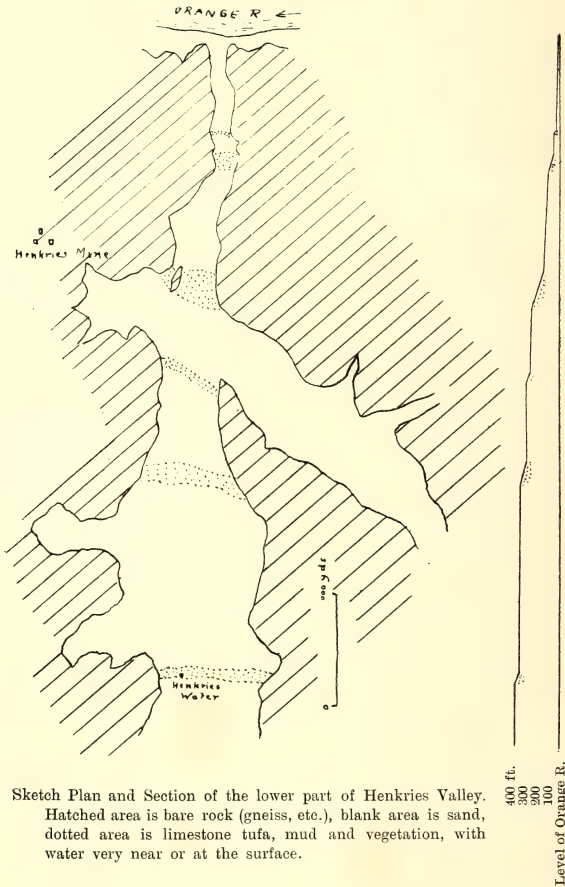 ORANGE R ←
Henkries Mine
1000 yds
0
Henkries
Water
400 ft.
300
200
100
Level of Orange R.
Sketch Plan and Section of the lower part of Henkries Valley.
Hatched area is bare rock (gneiss, etc.), blank area is sand,
dotted area is limestone tufa, mud and vegetation, with
water very near or at the surface.